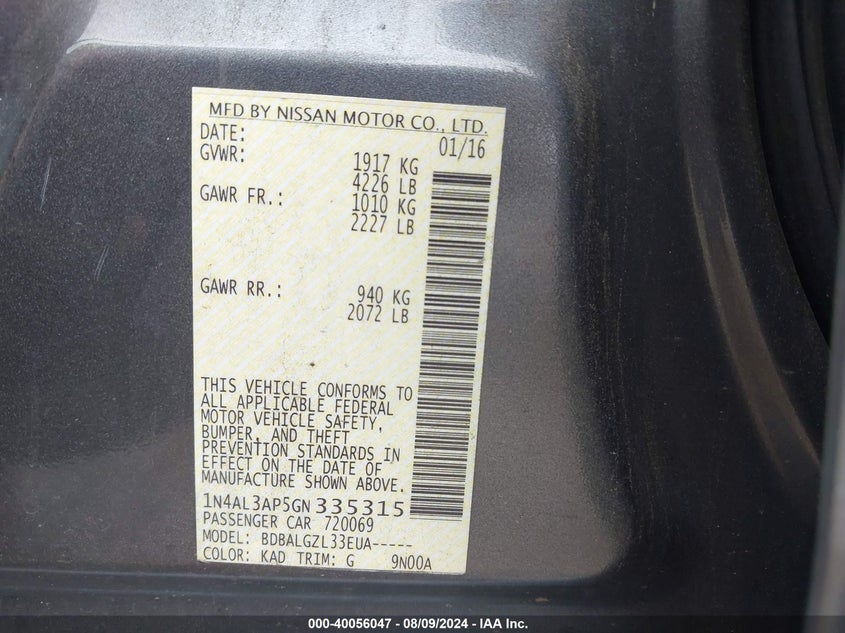 MFD BY NISSAN MOTOR CO., LTD.
DATE: 01/16
GVWR: 1917 KG
4226 LB
GAWR FR.: 1010 KG
2227 LB
GAWR RR.: 940 KG
2072 LB
THIS VEHICLE CONFORMS TO
ALL APPLICABLE FEDERAL
MOTOR VEHICLE SAFETY,
BUMPER, AND THEFT
PREVENTION STANDARDS IN
EFFECT ON THE DATE OF
MANUFACTURE SHOWN ABOVE.
1N4AL3AP5GN335315
PASSENGER CAR 720069
MODEL: BDBALGZL33EUA-----
COLOR: KAD TRIM: G 9N00A
000-40056047 - 08/09/2024 - IAA Inc.